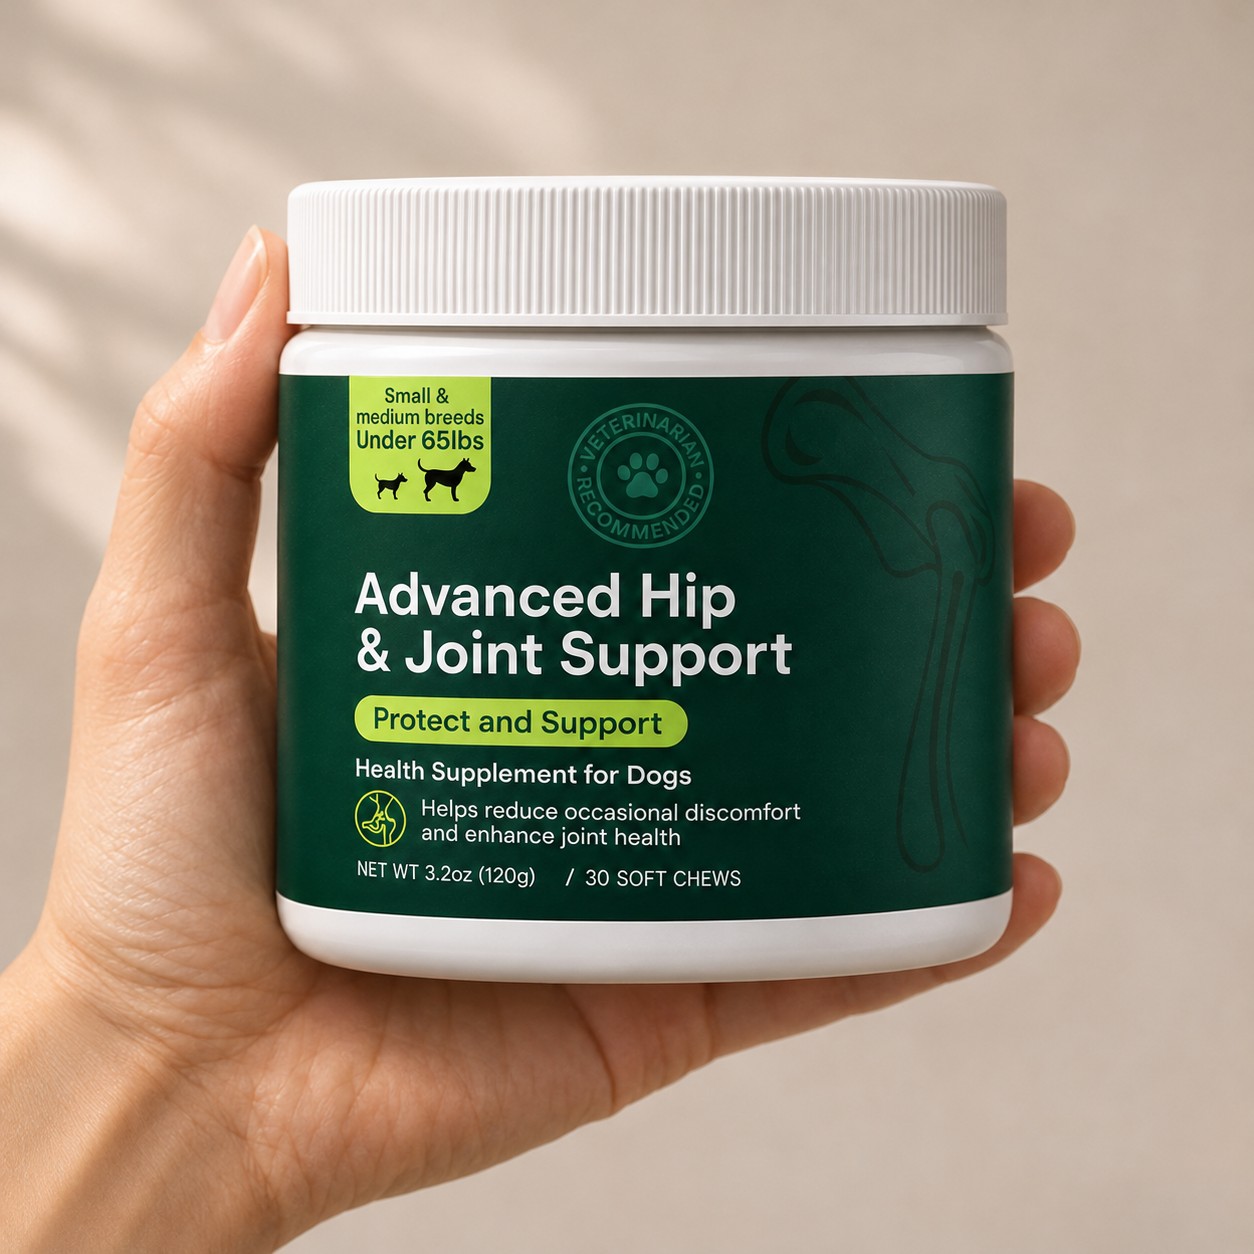 Small &
medium breeds
Under 65lbs
VETERINARIAN
RECOMMENDED
Advanced Hip
& Joint Support
Protect and Support
Health Supplement for Dogs
Helps reduce occasional discomfort
and enhance joint health
NET WT 3.2oz (120g) / 30 SOFT CHEWS